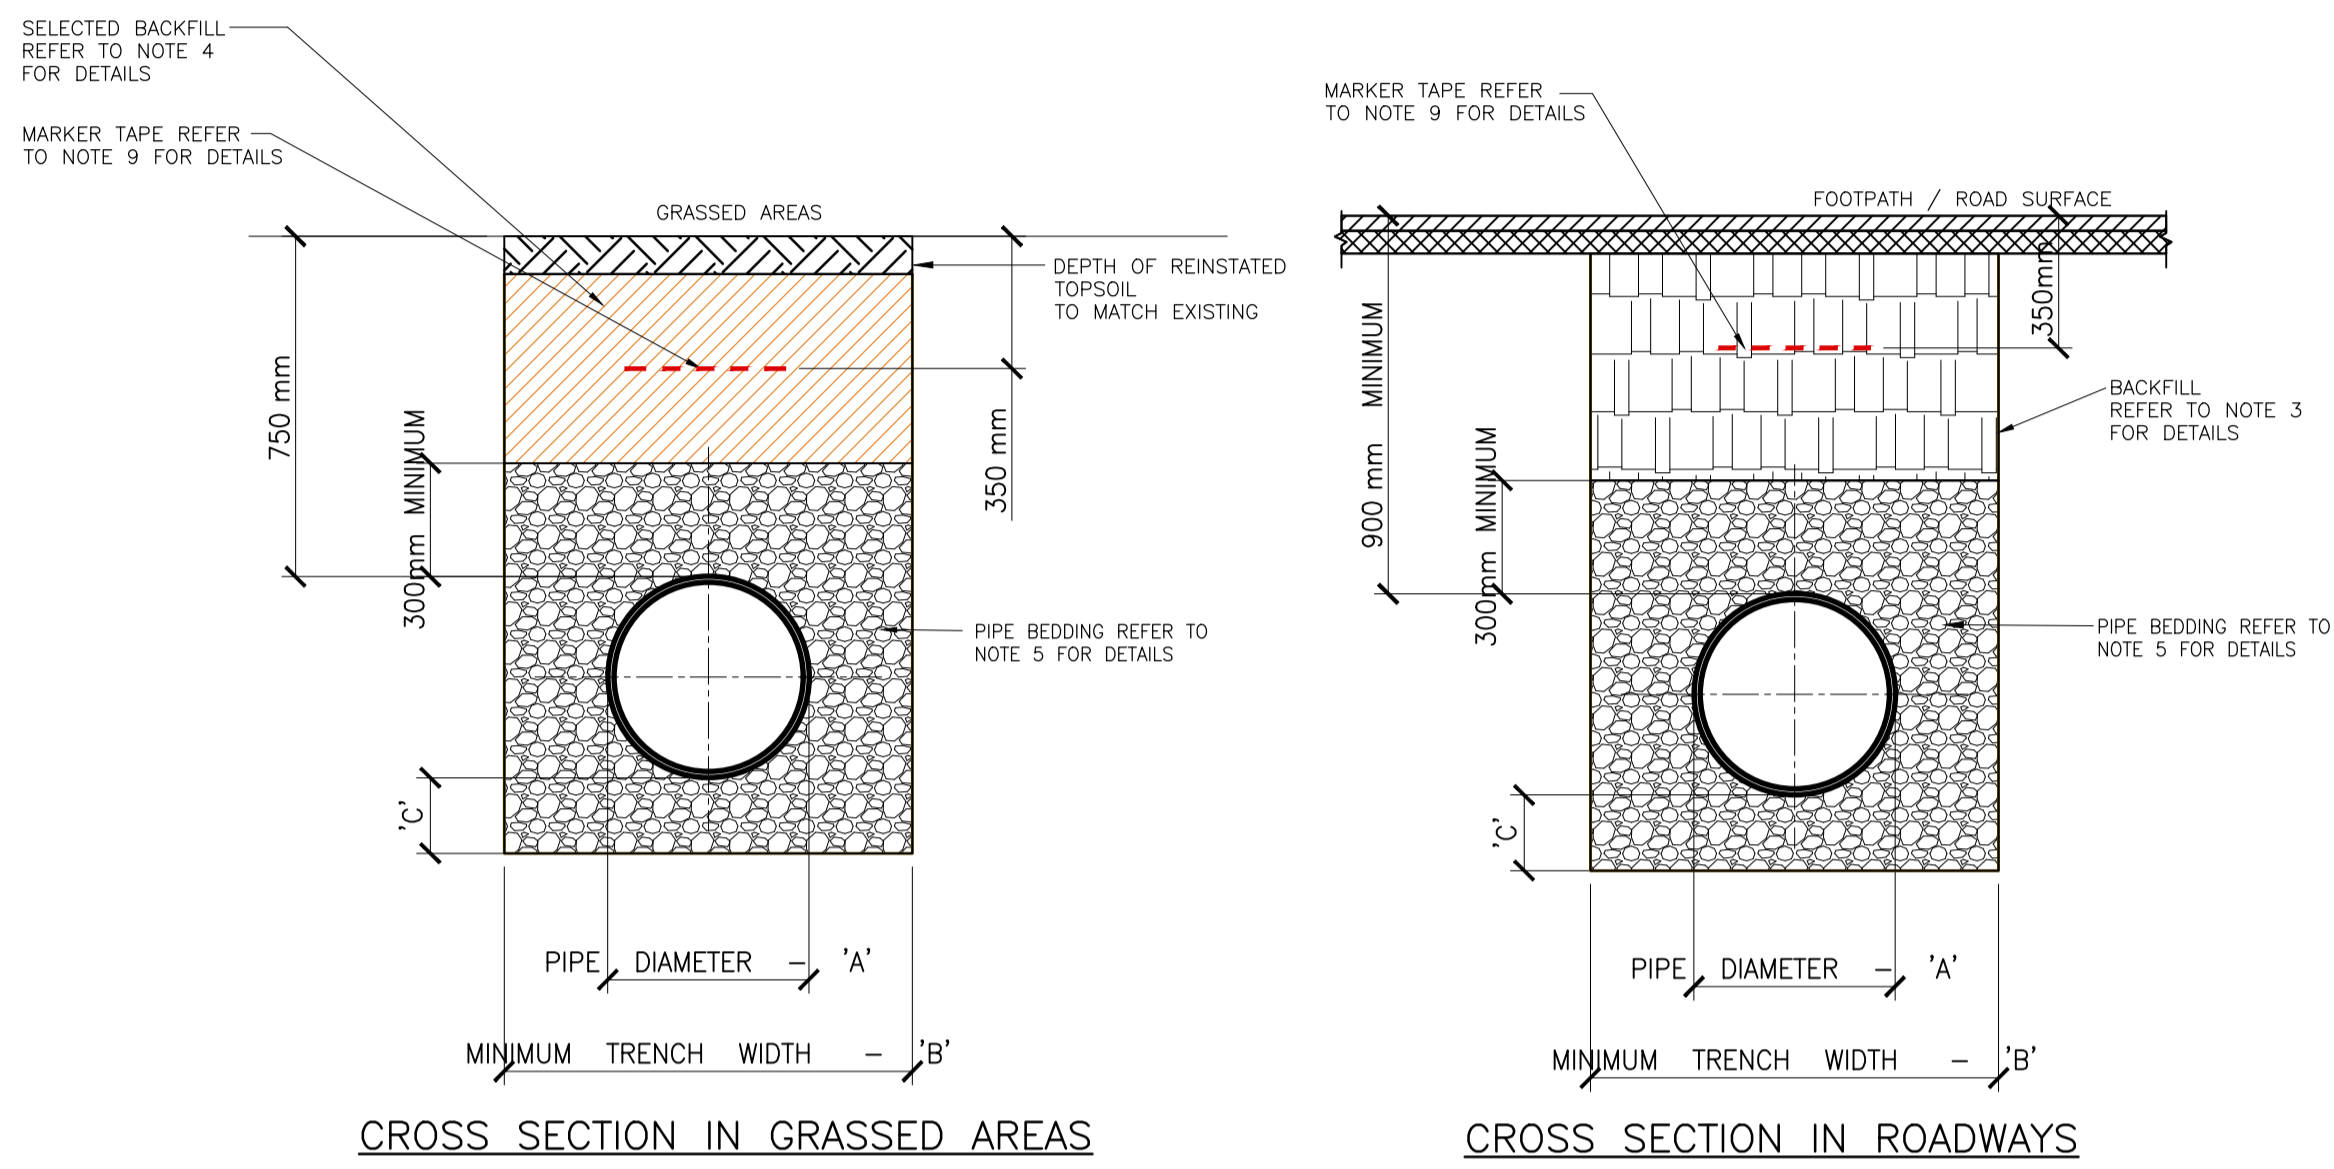 SELECTED BACKFILL
REFER TO NOTE 4
FOR DETAILS
MARKER TAPE REFER
TO NOTE 9 FOR DETAILS
GRASSED AREAS
DEPTH OF REINSTATED
TOPSOIL
TO MATCH EXISTING
750 mm
300mm MINIMUM
350 mm
PIPE BEDDING REFER TO
NOTE 5 FOR DETAILS
'C'
PIPE DIAMETER - 'A'
MINIMUM TRENCH WIDTH - 'B'
CROSS SECTION IN GRASSED AREAS
MARKER TAPE REFER
TO NOTE 9 FOR DETAILS
FOOTPATH / ROAD SURFACE
350mm
900 mm MINIMUM
300mm MINIMUM
BACKFILL
REFER TO NOTE 3
FOR DETAILS
PIPE BEDDING REFER TO
NOTE 5 FOR DETAILS
'C'
PIPE DIAMETER - 'A'
MINIMUM TRENCH WIDTH - 'B'
CROSS SECTION IN ROADWAYS